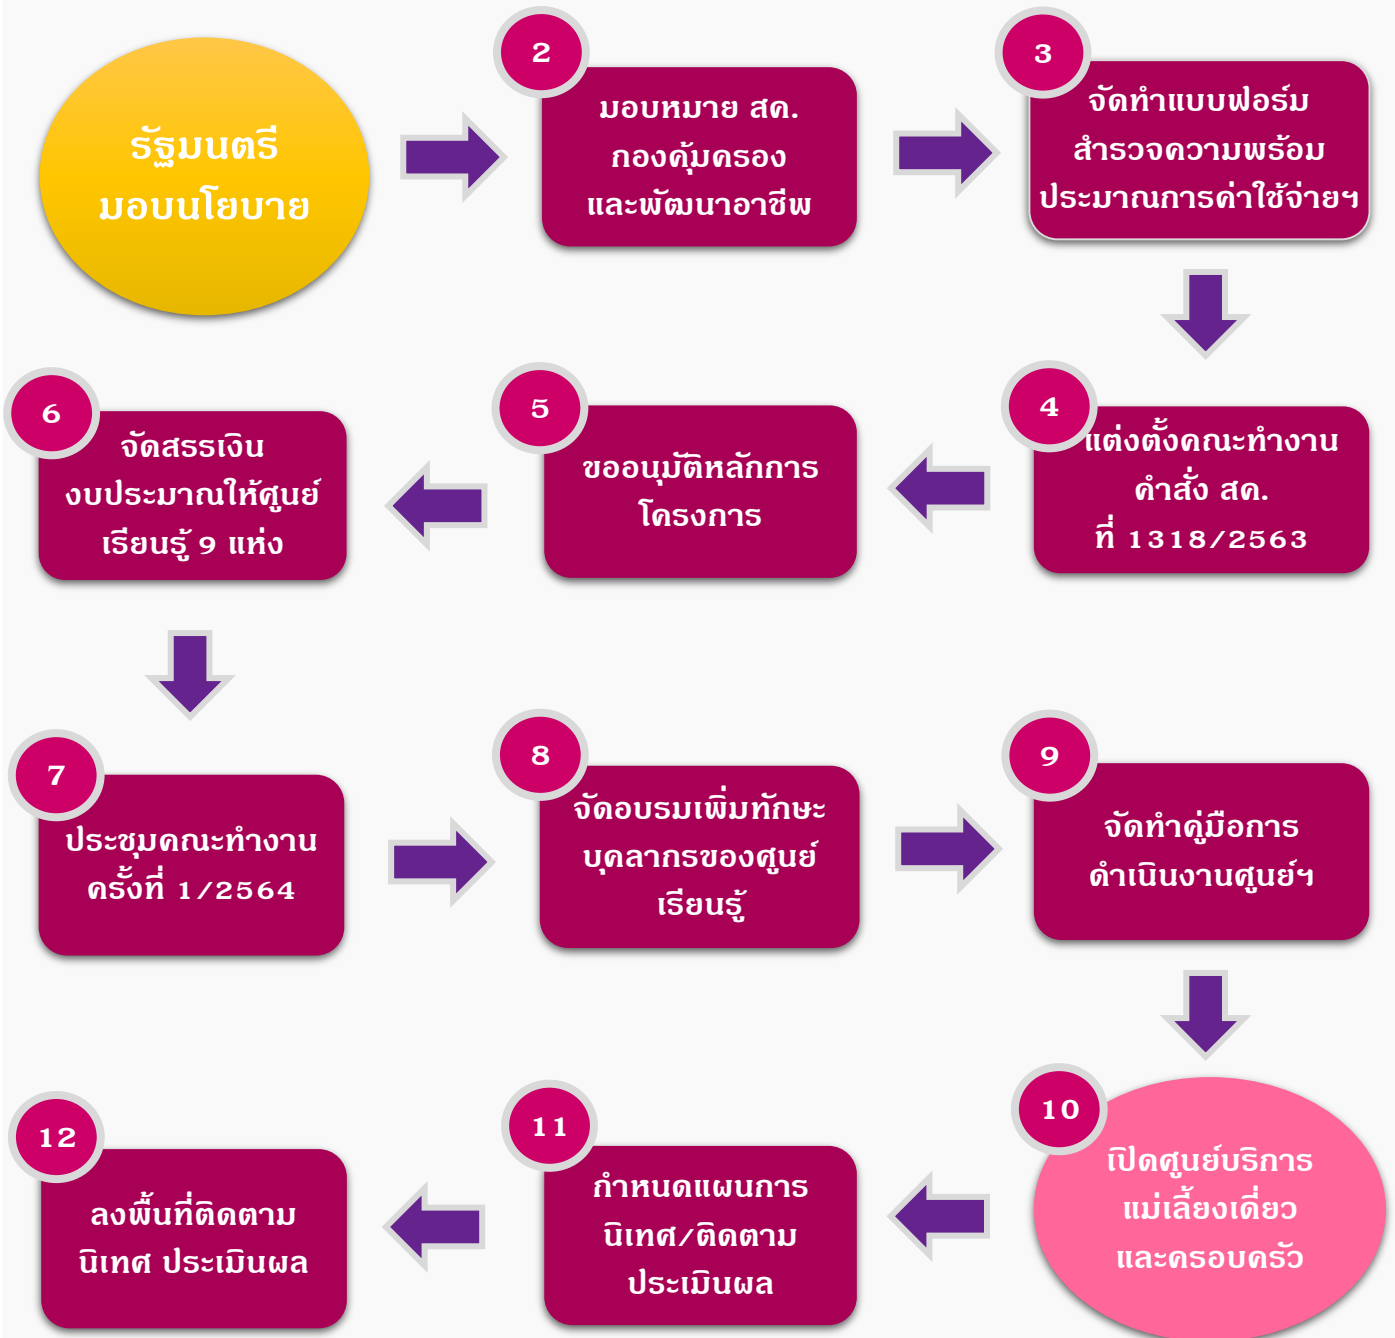 รัฐมนตรี
มอบนโยบาย
2
มอบหมาย สค.
กองคุ้มครอง
และพัฒนาอาชีพ
3
จัดทำแบบฟอร์ม
สำรวจความพร้อม
ประมาณการค่าใช้จ่ายฯ
4
แต่งตั้งคณะทำงาน
คำสั่ง สค.
ที่ 1318/2563
5
ขออนุมัติหลักการ
โครงการ
6
จัดสรรเงิน
งบประมาณให้ศูนย์
เรียนรู้ 9 แห่ง
7
ประชุมคณะทำงาน
ครั้งที่ 1/2564
8
จัดอบรมเพิ่มทักษะ
บุคลากรของศูนย์
เรียนรู้
9
จัดทำคู่มือการ
ดำเนินงานศูนย์ฯ
10
เปิดศูนย์บริการ
แม่เลี้ยงเดี่ยว
และครอบครัว
11
กำหนดแผนการ
นิเทศ/ติดตาม
ประเมินผล
12
ลงพื้นที่ติดตาม
นิเทศ ประเมินผล